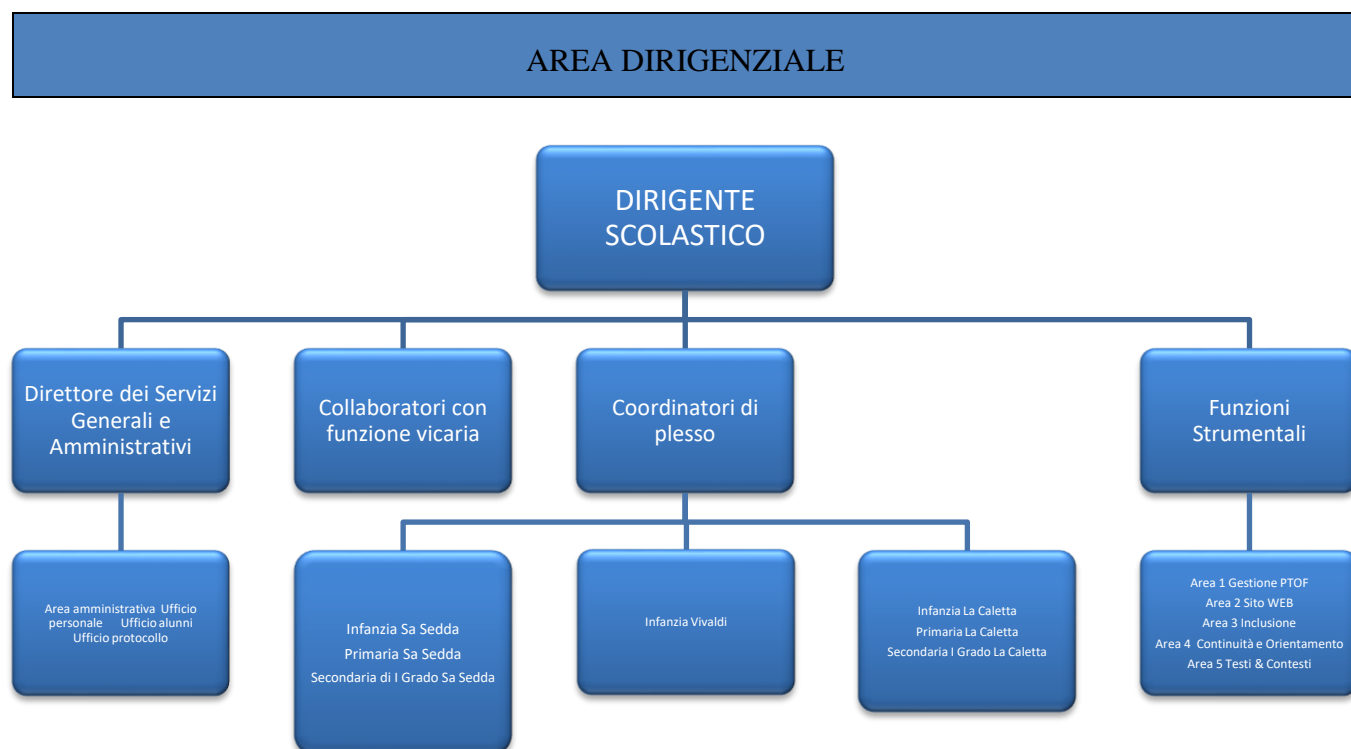 AREA DIRIGENZIALE
DIRIGENTE
SCOLASTICO
Direttore dei Servizi
Generali e
Amministrativi
Collaboratori con
funzione vicaria
Coordinatori di
plesso
Funzioni
Strumentali
Area amministrativa Ufficio
personale Ufficio alunni
Ufficio protocollo
Infanzia Sa Sedda
Primaria Sa Sedda
Secondaria di I Grado Sa Sedda
Infanzia Vivaldi
Infanzia La Caletta
Primaria La Caletta
Secondaria I Grado La Caletta
Area 1 Gestione PTOF
Area 2 Sito WEB
Area 3 Inclusione
Area 4 Continuità e Orientamento
Area 5 Testi & Contesti